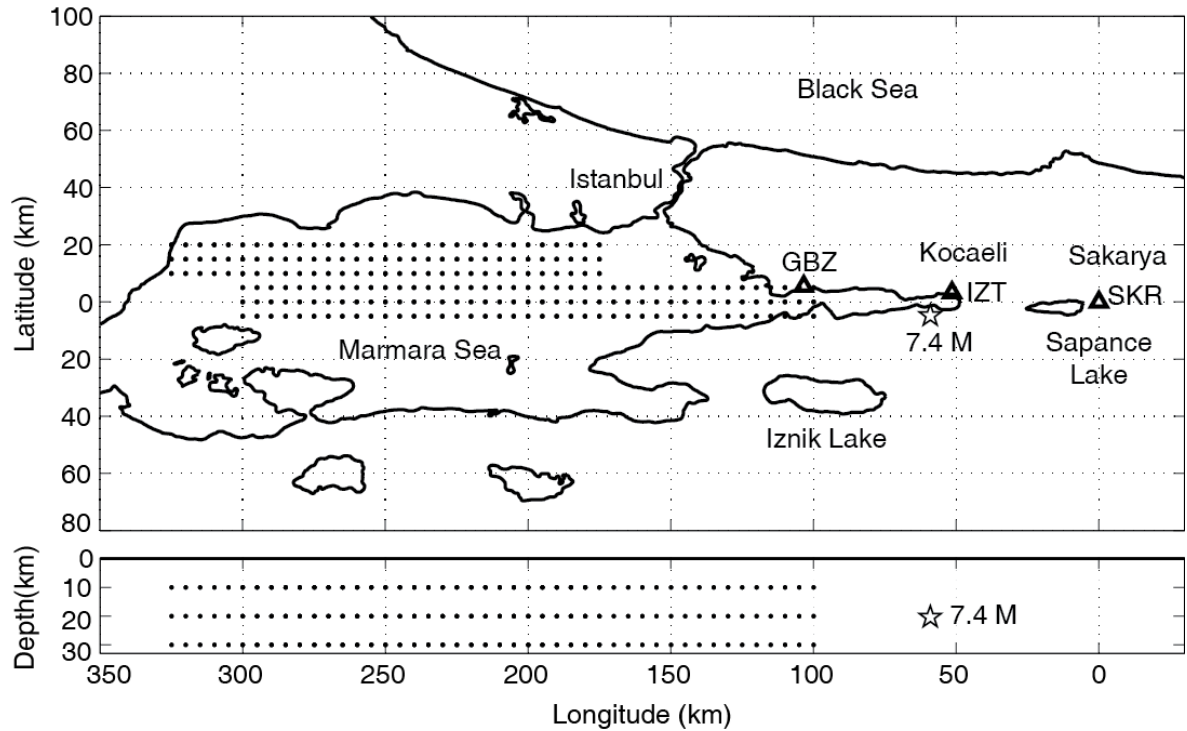 100
80
Black Sea
60
40
Istanbul
20
GBZ
Kocaeli
Sakarya
0
IZT
SKR
7.4 M
20
Marmara Sea
Sapance
Lake
40
Iznik Lake
60
80
Latitude (km)
0
10
20
30
Depth(km)
7.4 M
350 300 250 200 150 100 50 0
Longitude (km)